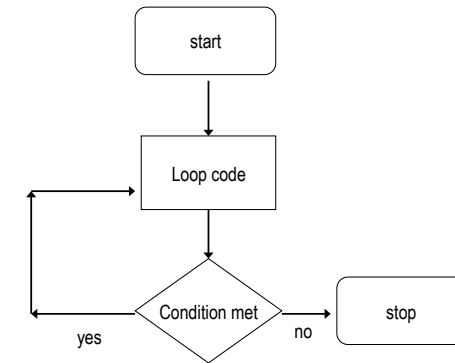 start
Loop code
Condition met
yes
no
stop